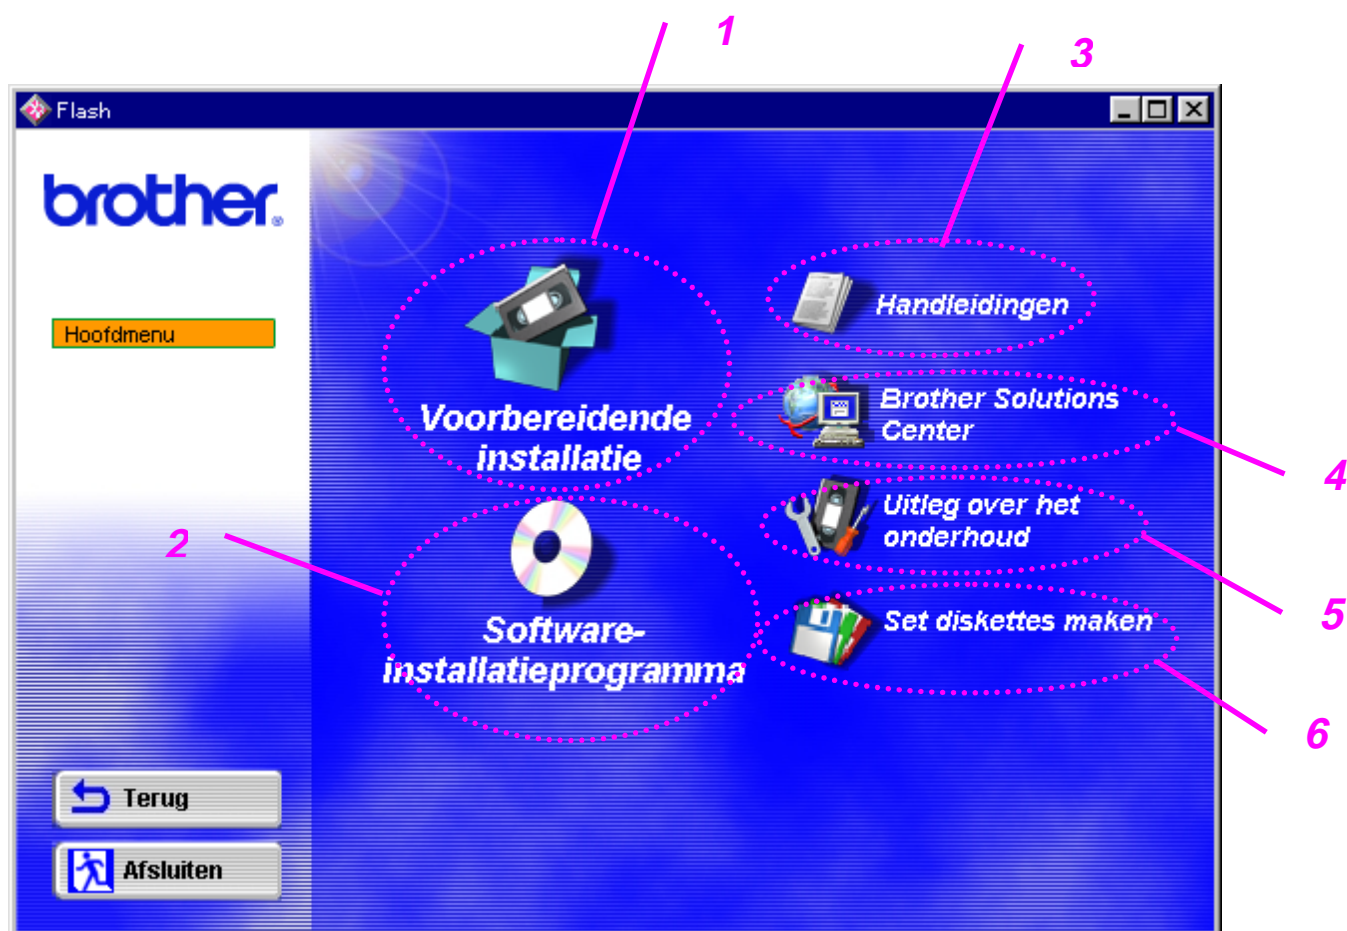 1
3
Flash
brother®
Hoofdmenu
Voorbereidende
installatie
Handleidingen
Brother Solutions
Center
4
Uitleg over het
onderhoud
2
5
Software-
installatieprogramma
Set diskettes maken
6
Terug
Afsluiten